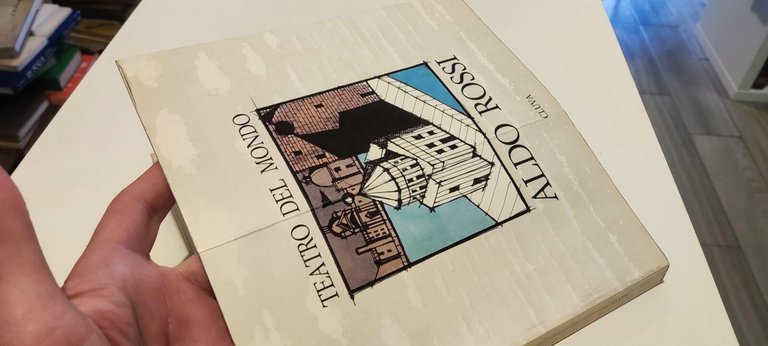 TEATRO DEL MONDO
ALDO ROSSI
CLUVA